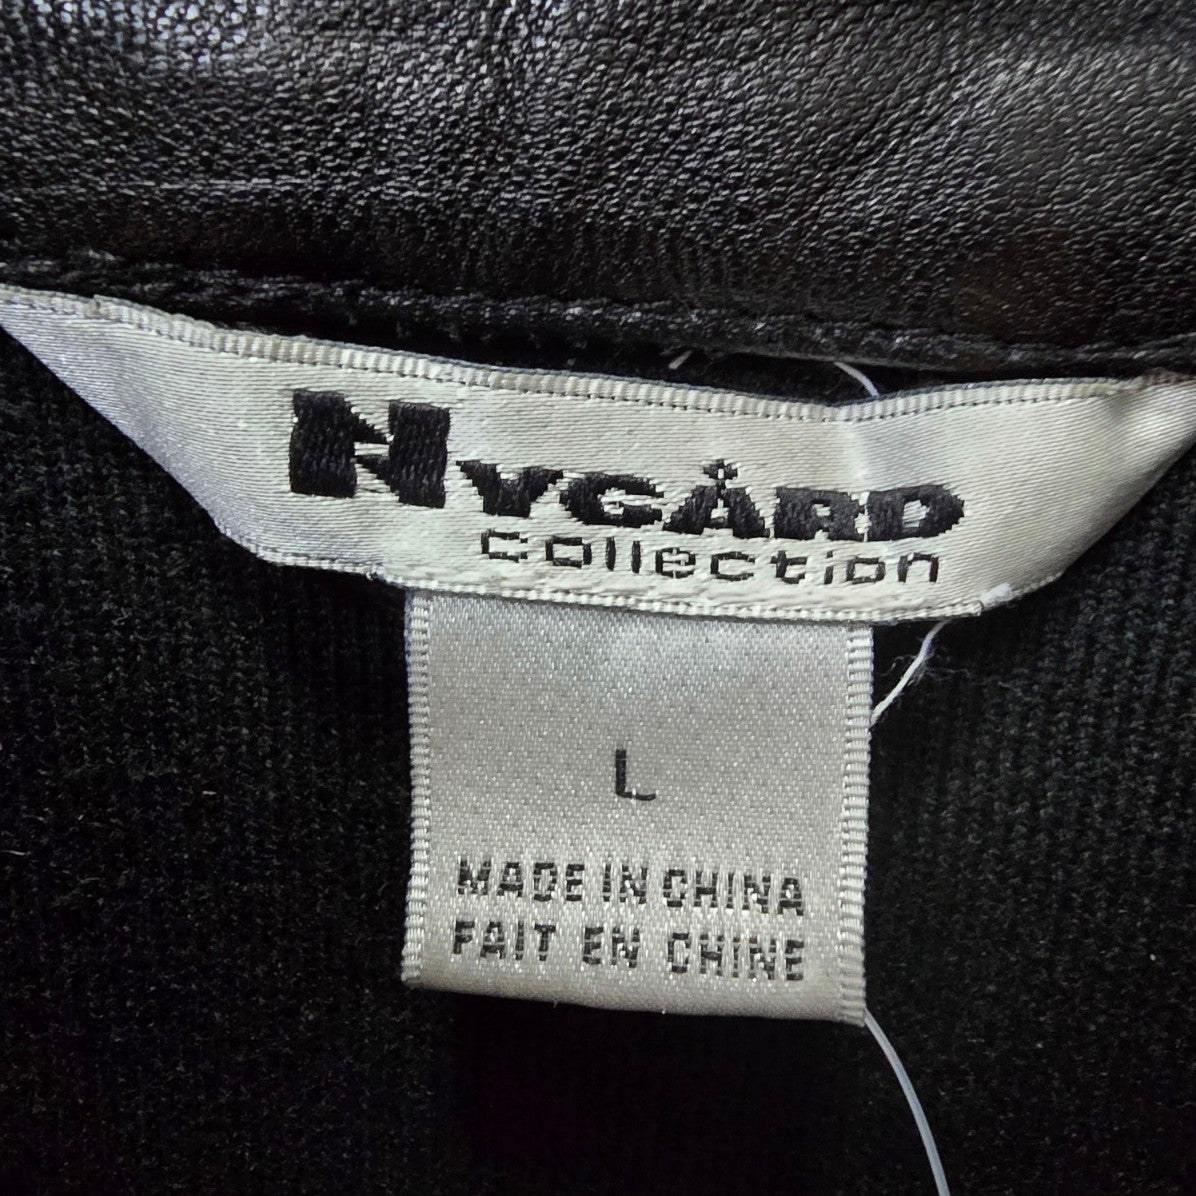 NYGÅRD
Collection
L
MADE IN CHINA
FAIT EN CHINE